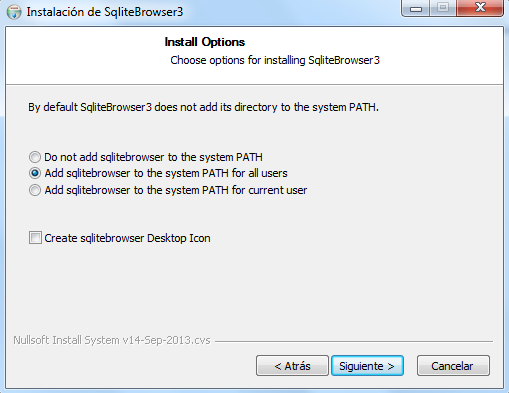 Instalación de SqliteBrowser3
Install Options
Choose options for installing SqliteBrowser3
By default SqliteBrowser3 does not add its directory to the system PATH.
Do not add sqlitebrowser to the system PATH
Add sqlitebrowser to the system PATH for all users
Add sqlitebrowser to the system PATH for current user
Create sqlitebrowser Desktop Icon
Nullsoft Install System v14-Sep-2013.cvs
< Atrás Siguiente > Cancelar